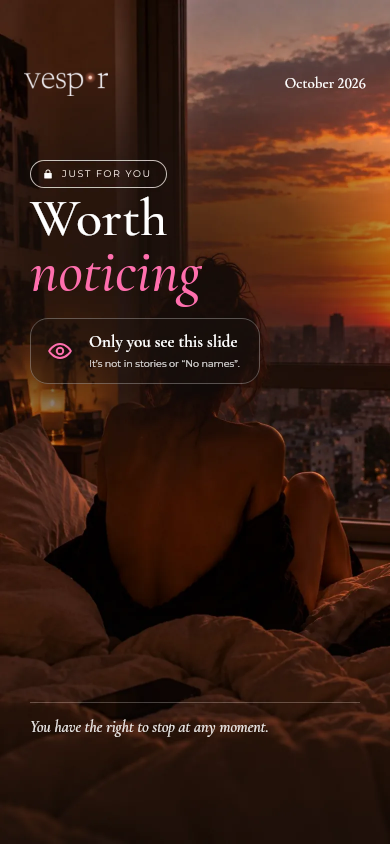 vesp r
October 2026
JUST FOR YOU
Worth
noticing
Only you see this slide
It's not in stories or "No names".
You have the right to stop at any moment.